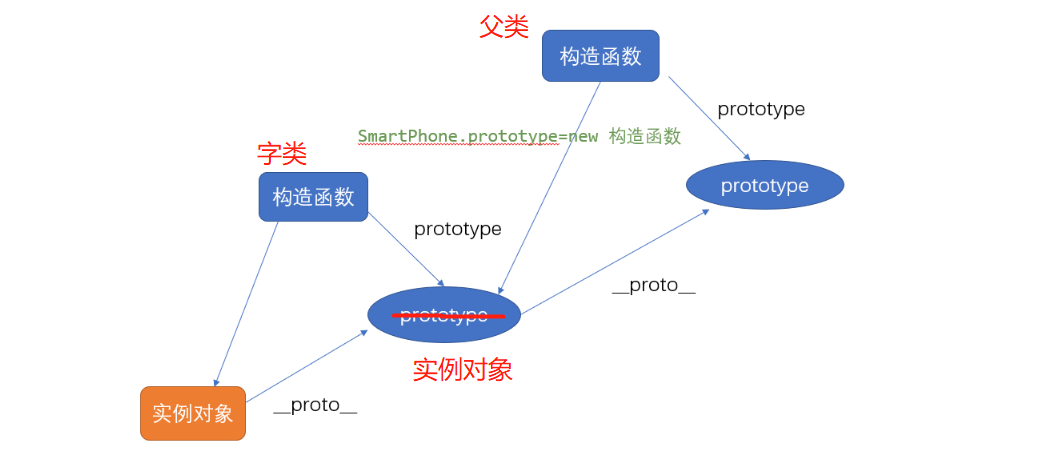 父类
构造函数
prototype
SmartPhone.prototype=new 构造函数
字类
prototype
构造函数
prototype
__proto__
prototype
实例对象
实例对象
__proto__